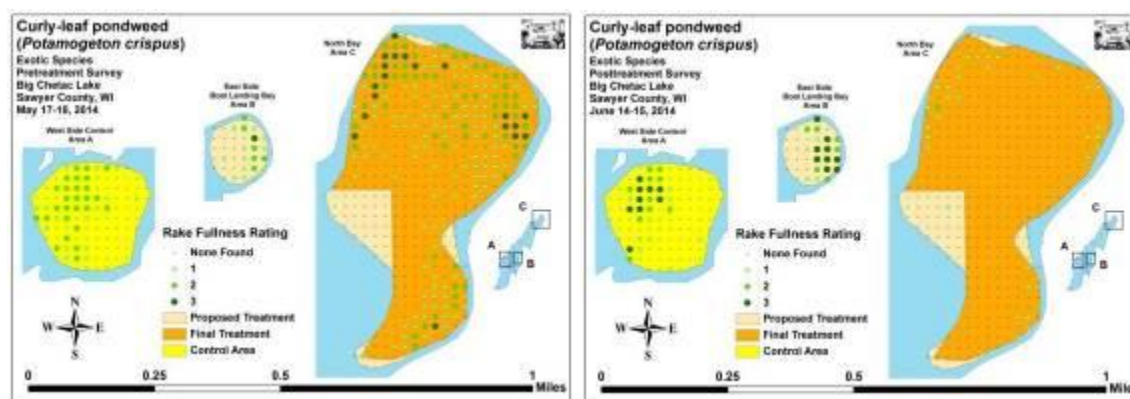 Curly-leaf pondweed
(Potamogeton crispus)
Exotic Species
Pretreatment Survey
Big Chetac Lake
Sawyer County, WI
May 17-18, 2014
North Bay
Area C
East Side
Boat Landing Bay
Area B
West Side Control
Area A
C
A
B
Rake Fullness Rating
None Found
1
2
3
Proposed Treatment
Final Treatment
Control Area
N
W E
S
0 0.25 0.5 1
Miles
Curly-leaf pondweed
(Potamogeton crispus)
Exotic Species
Posttreatment Survey
Big Chetac Lake
Sawyer County, WI
June 14-15, 2014
North Bay
Area C
East Side
Boat Landing Bay
Area B
West Side Control
Area A
C
A
B
Rake Fullness Rating
None Found
1
2
3
Proposed Treatment
Final Treatment
Control Area
N
W E
S
0 0.25 0.5 1
Miles